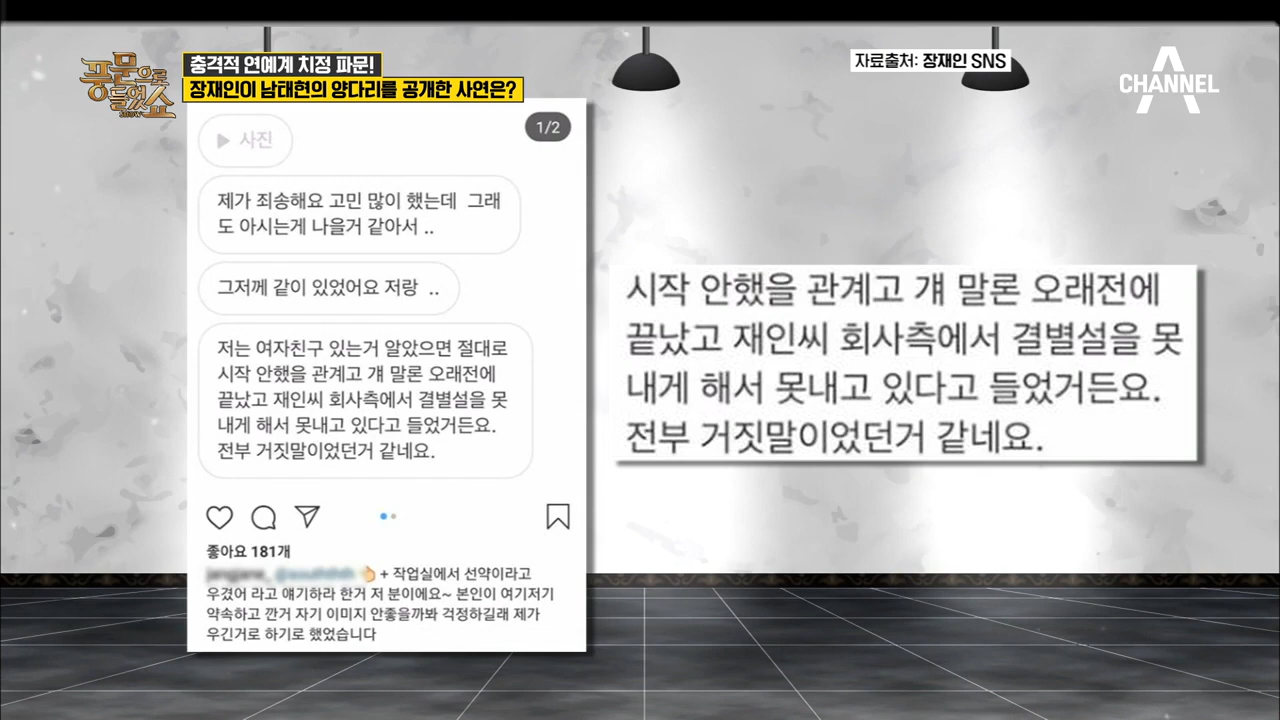 풍문으로
들었쇼
SHOW
충격적 연예계 치정 파문!
장재인이 남태현의 양다리를 공개한 사연은?
자료출처: 장재인 SNS
CHANNEL A
1/2
사진
제가 죄송해요 고민 많이 했는데 그래
도 아시는게 나을거 같아서 ..
그저께 같이 있었어요 저랑 ..
저는 여자친구 있는거 알았으면 절대로
시작 안했을 관계고 걔 말론 오래전에
끝났고 재인씨 회사측에서 결별설을 못
내게 해서 못내고 있다고 들었거든요.
전부 거짓말이었던거 같네요.
좋아요 181개
+ 작업실에서 선약이라고
우겼어 라고 얘기하라 한거 저 분이에요~ 본인이 여기저기
약속하고 깐거 자기 이미지 안좋을까봐 걱정하길래 제가
우긴거로 하기로 했었습니다
시작 안했을 관계고 걔 말론 오래전에
끝났고 재인씨 회사측에서 결별설을 못
내게 해서 못내고 있다고 들었거든요.
전부 거짓말이었던거 같네요.